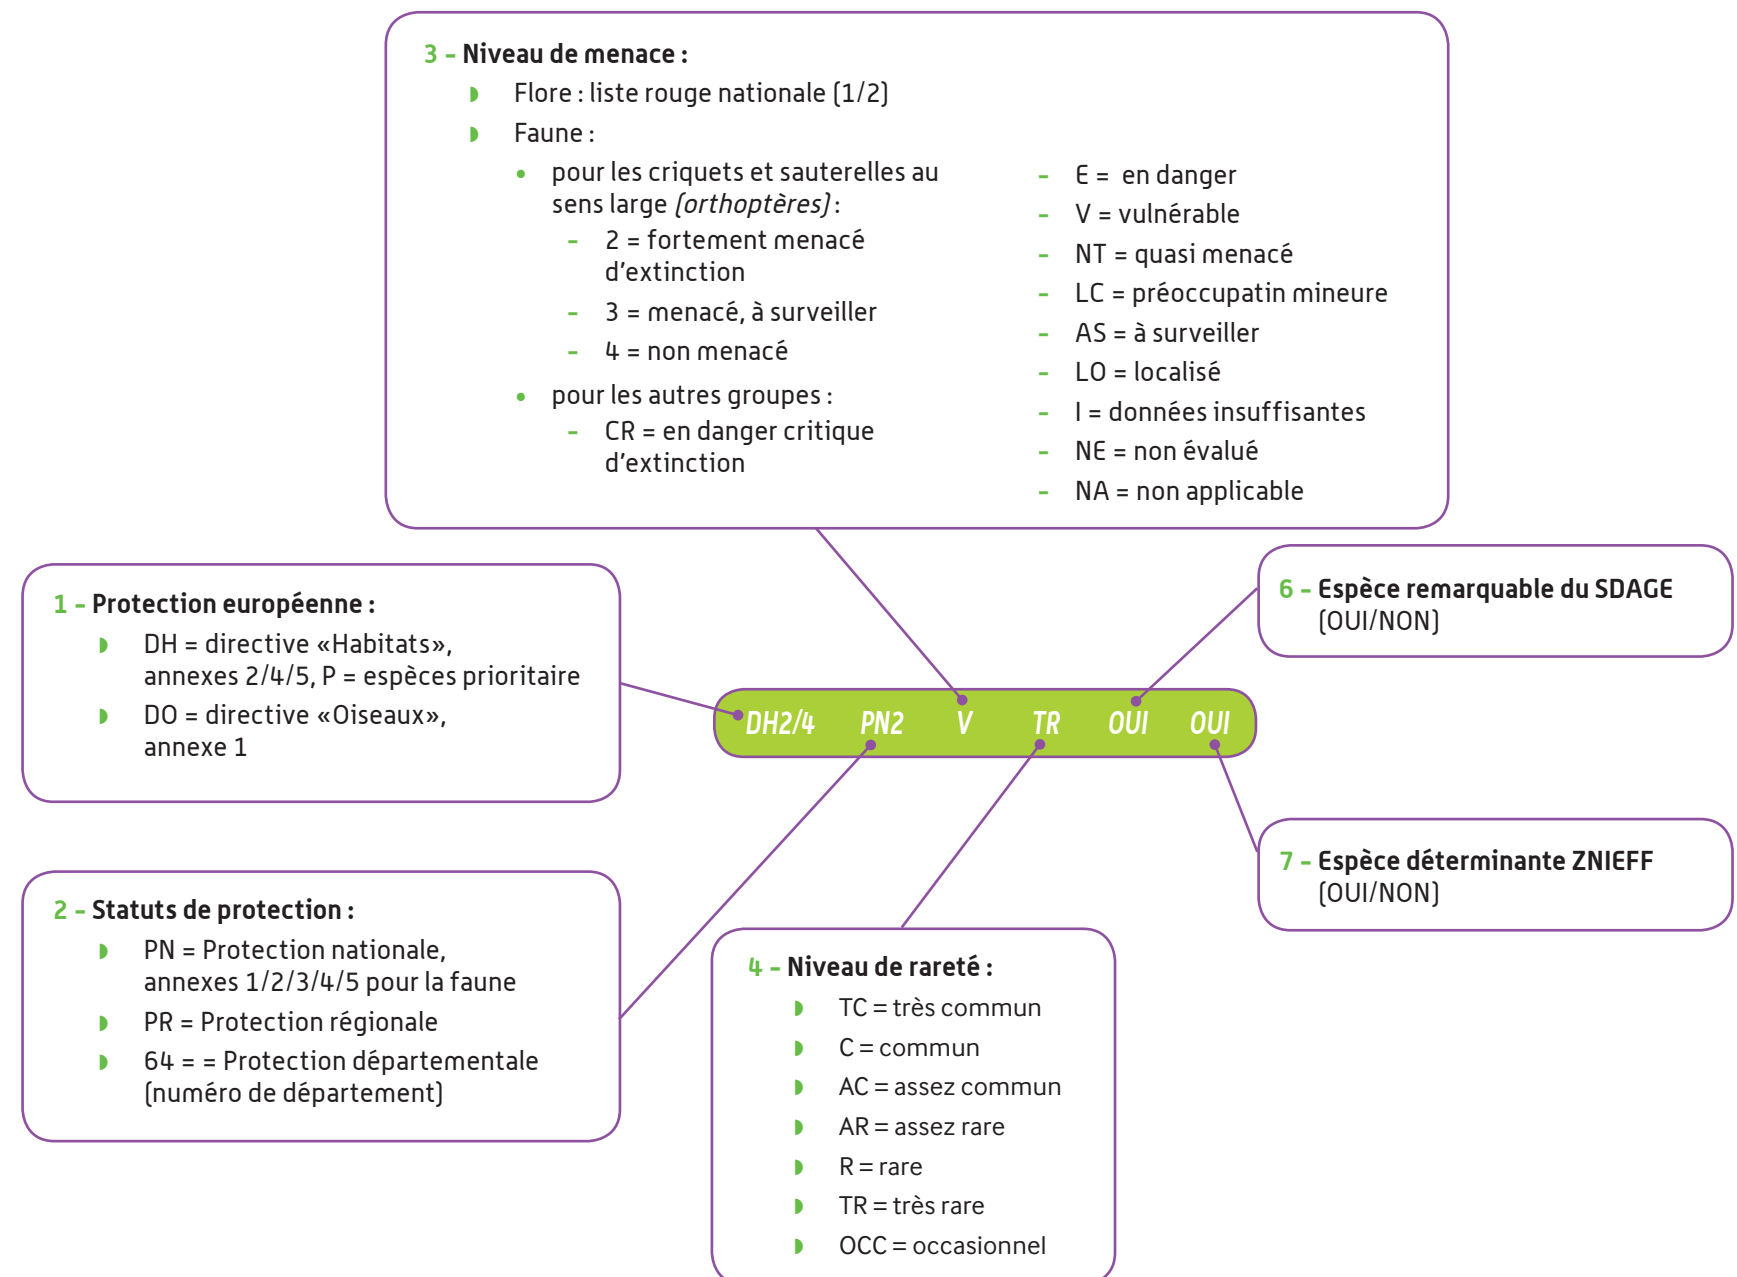 3 - Niveau de menace :
Flore : liste rouge nationale (1/2)
Faune :
pour les criquets et sauterelles au
sens large (orthoptères) :
- 2 = fortement menacé
d'extinction
- 3 = menacé, à surveiller
- 4 = non menacé
pour les autres groupes :
- CR = en danger critique
d'extinction
- E = en danger
- V = vulnérable
- NT = quasi menacé
- LC = préoccupatin mineure
- AS = à surveiller
- LO = localisé
- I = données insuffisantes
- NE = non évalué
- NA = non applicable
1 - Protection européenne :
DH = directive «Habitats»,
annexes 2/4/5, P = espèces prioritaire
DO = directive «Oiseaux»,
annexe 1
6 - Espèce remarquable du SDAGE
(OUI/NON)
DH2/4 PN2 V TR OUI OUI
2 - Statuts de protection :
PN = Protection nationale,
annexes 1/2/3/4/5 pour la faune
PR = Protection régionale
64 = = Protection départementale
(numéro de département)
7 - Espèce déterminante ZNIEFF
(OUI/NON)
4 - Niveau de rareté :
TC = très commun
C = commun
AC = assez commun
AR = assez rare
R = rare
TR = très rare
OCC = occasionnel